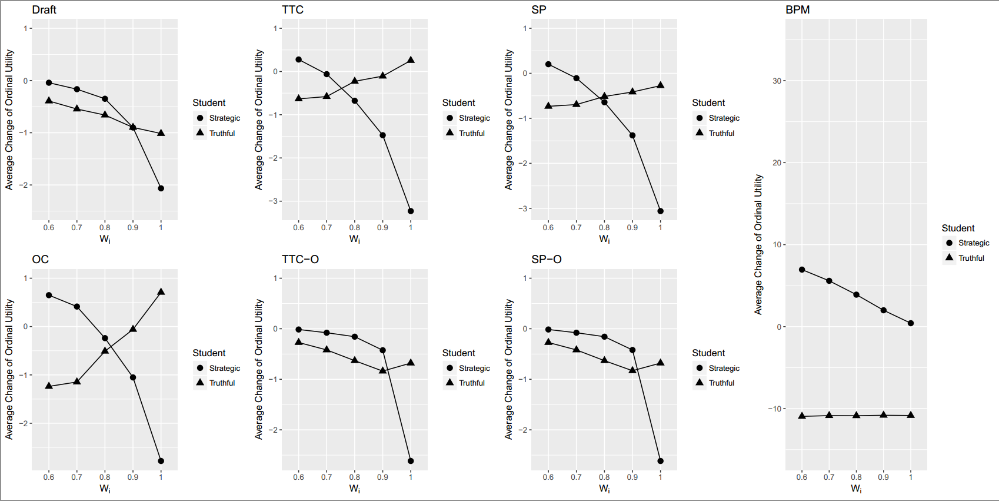 Draft
Average Change of Ordinal Utility
1
0
−1
−2
0.6 0.7 0.8 0.9 1
Wi
Student
Strategic
Truthful
TTC
Average Change of Ordinal Utility
1
0
−1
−2
−3
0.6 0.7 0.8 0.9 1
Wi
Student
Strategic
Truthful
SP
Average Change of Ordinal Utility
1
0
−1
−2
−3
0.6 0.7 0.8 0.9 1
Wi
Student
Strategic
Truthful
OC
Average Change of Ordinal Utility
1
0
−1
−2
0.6 0.7 0.8 0.9 1
Wi
Student
Strategic
Truthful
TTC−O
Average Change of Ordinal Utility
1
0
−1
−2
0.6 0.7 0.8 0.9 1
Wi
Student
Strategic
Truthful
SP−O
Average Change of Ordinal Utility
1
0
−1
−2
0.6 0.7 0.8 0.9 1
Wi
Student
Strategic
Truthful
BPM
Average Change of Ordinal Utility
30
20
10
0
−10
0.6 0.7 0.8 0.9 1
Wi
Student
Strategic
Truthful